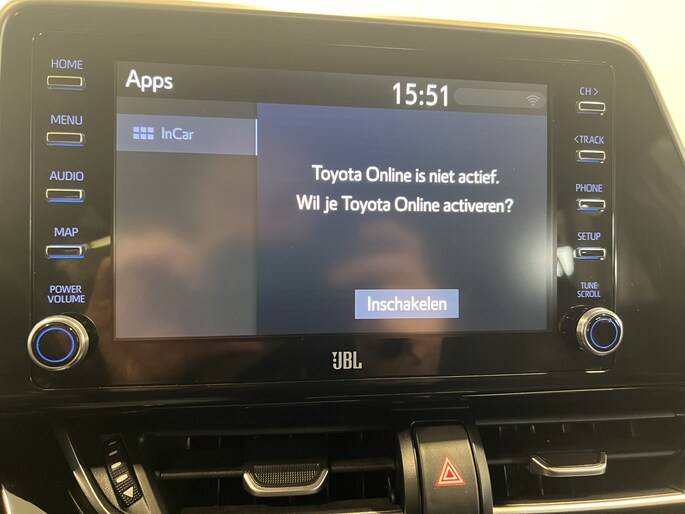 HOME
MENU
AUDIO
MAP
POWER
VOLUME
Apps
15:51
InCar
Toyota Online is niet actief.
Wil je Toyota Online activeren?
Inschakelen
CH >
< TRACK
PHONE
SETUP
TUNE·
SCROLL
JBL